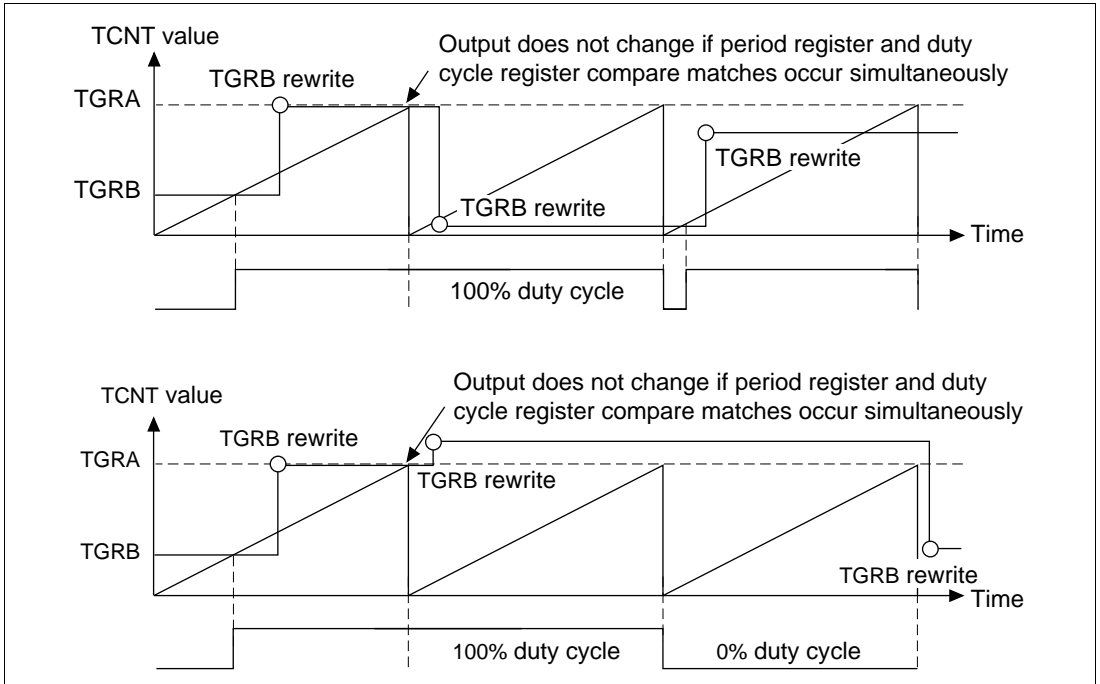 TCNT value
Output does not change if period register and duty
cycle register compare matches occur simultaneously
TGRB rewrite
TGRA
TGRB rewrite
TGRB
TGRB rewrite
Time
100% duty cycle
TCNT value
Output does not change if period register and duty
cycle register compare matches occur simultaneously
TGRB rewrite
TGRA
TGRB rewrite
TGRB
TGRB rewrite
Time
100% duty cycle
0% duty cycle